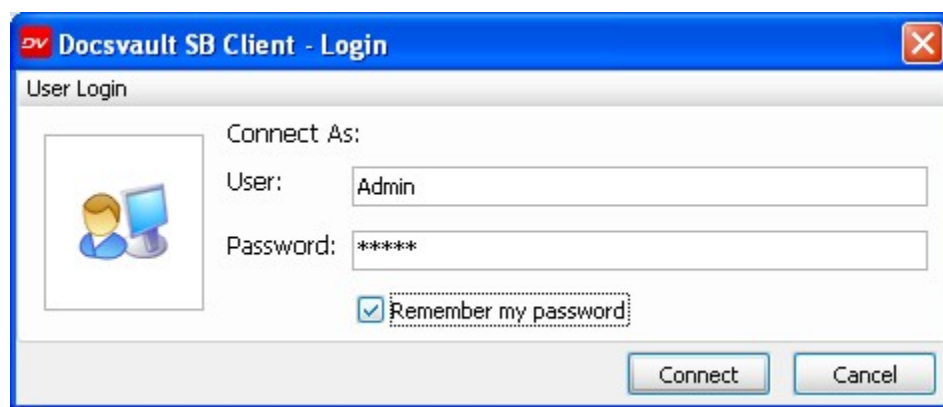 DV Docsvault SB Client - Login
User Login
Connect As:
User: Admin
Password: *****
Remember my password
Connect Cancel